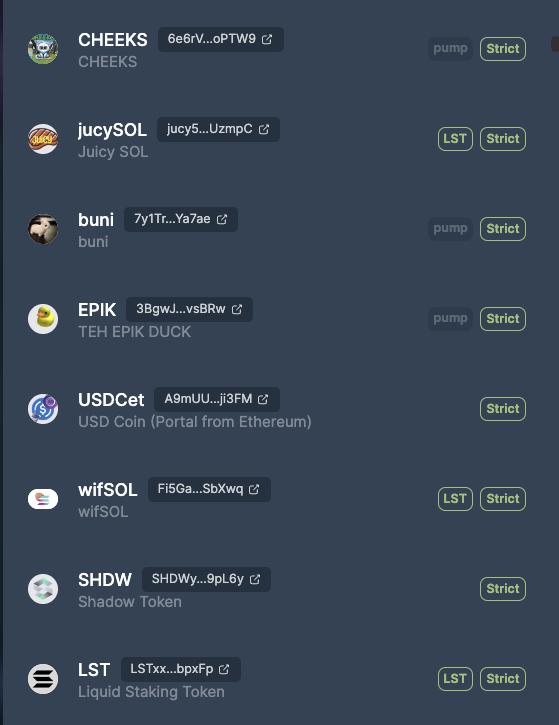 CHEEKS 6e6rV...oPTW9 pump Strict
CHEEKS
jucySOL jucy5...UzmpC LST Strict
Juicy SOL
buni 7y1Tr...Ya7ae pump Strict
buni
EPIK 3BgwJ...vsBRw pump Strict
TEH EPIK DUCK
USDCet A9mUU...ji3FM Strict
USD Coin (Portal from Ethereum)
wifSOL Fi5Ga...SbXwq LST Strict
wifSOL
SHDW SHDWy...9pL6y Strict
Shadow Token
LST LSTxx...bpxFp LST Strict
Liquid Staking Token